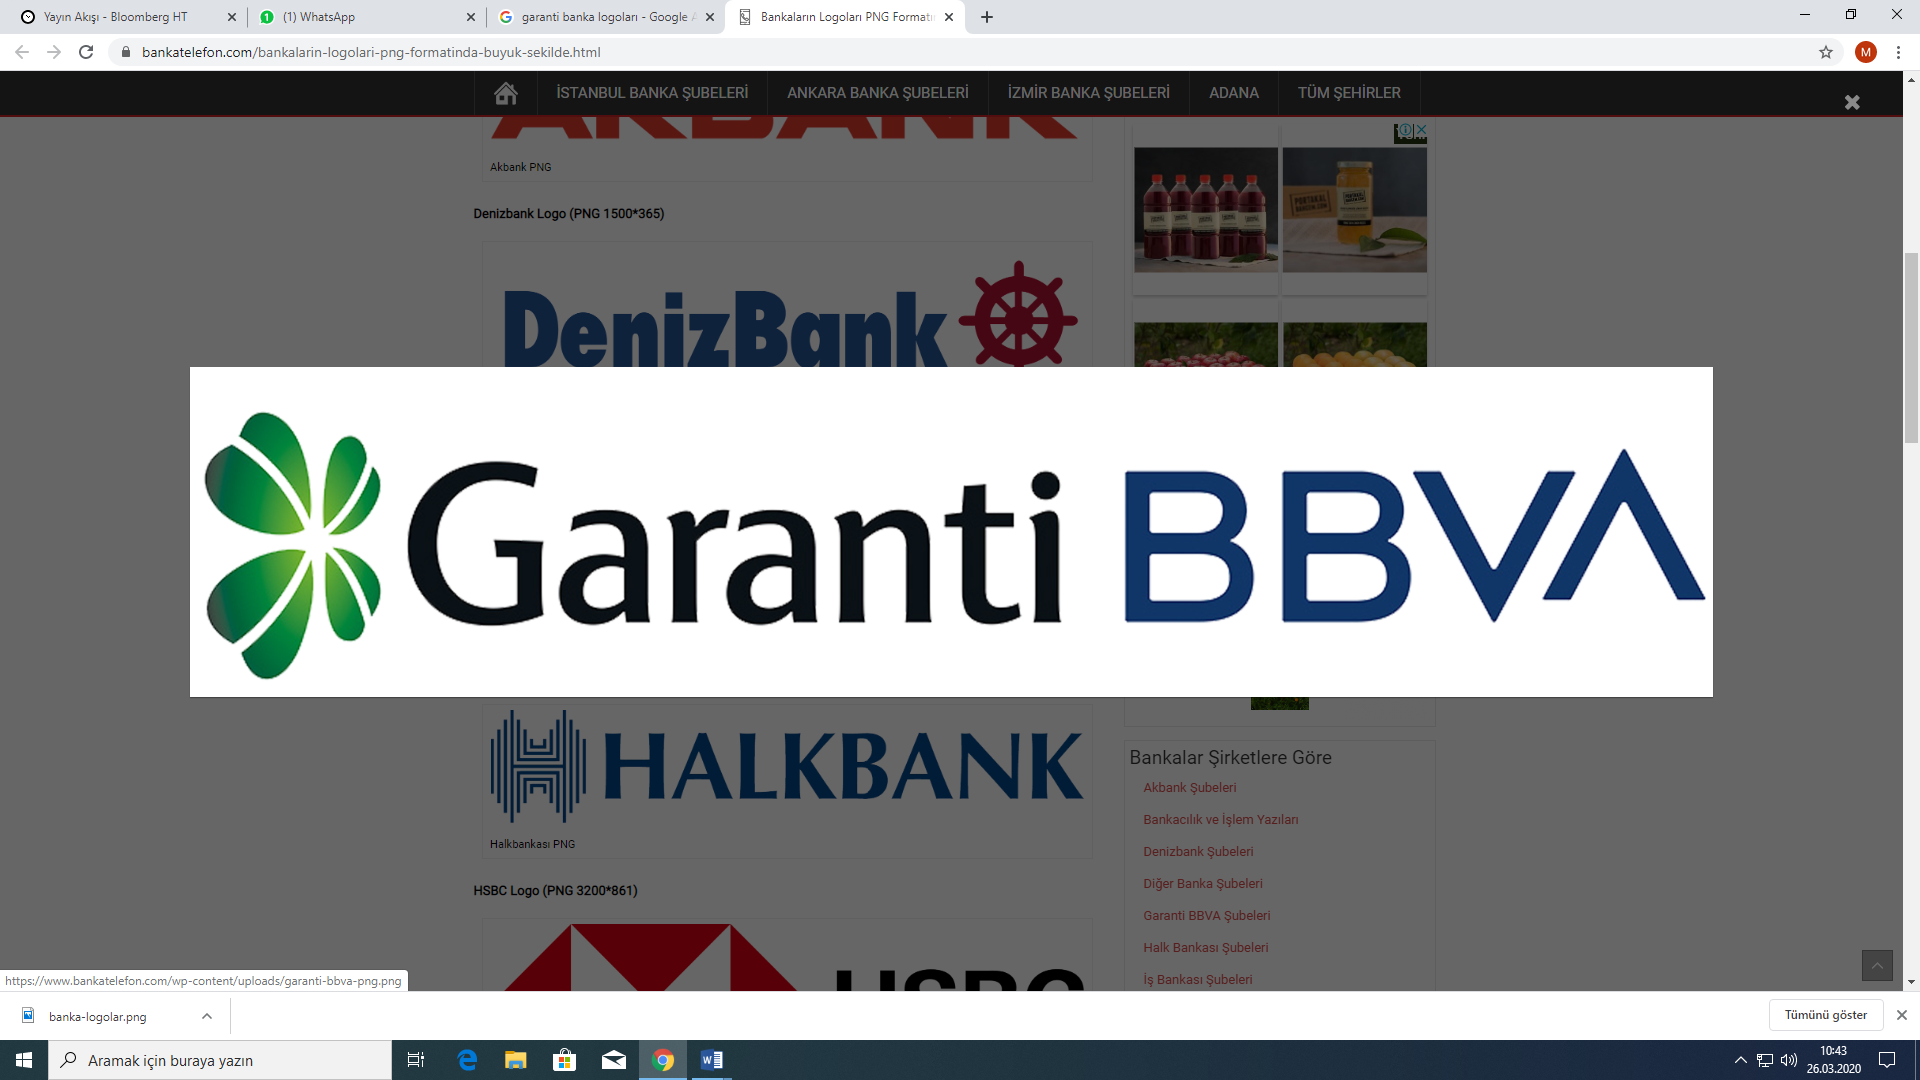 Yayın Akışı - Bloomberg HT
(1) WhatsApp
garanti banka logoları - Google A
Bankaların Logoları PNG Formatı
bankatelefon.com/bankalarin-logolari-png-formatinda-buyuk-sekilde.html
M
İSTANBUL BANKA ŞUBELERİ
ANKARA BANKA ŞUBELERİ
İZMİR BANKA ŞUBELERİ
ADANA
TÜM ŞEHİRLER
AKBANK
Akbank PNG
Denizbank Logo (PNG 1500*365)
DenizBank
Garanti BBVA
HALKBANK
Halkbankası PNG
HSBC Logo (PNG 3200*861)
HSBC
Bankalar Şirketlere Göre
Akbank Şubeleri
Bankacılık ve İşlem Yazıları
Denizbank Şubeleri
Diğer Banka Şubeleri
Garanti BBVA Şubeleri
Halk Bankası Şubeleri
İş Bankası Şubeleri
https://www.bankatelefon.com/wp-content/uploads/garanti-bbva-png.png
banka-logolar.png
Tümünü göster
Aramak için buraya yazın
10:43
26.03.2020